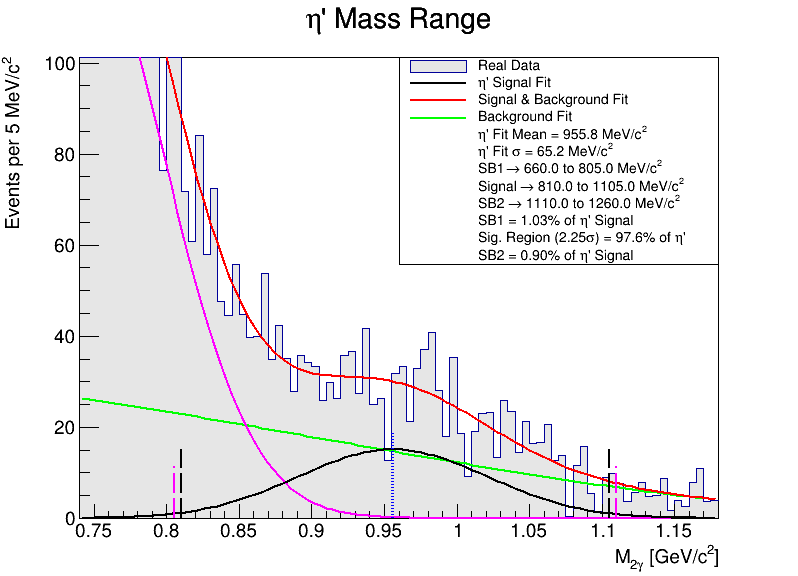 η' Mass Range
Events per 5 MeV/c²
100
80
60
40
20
0
Real Data
η' Signal Fit
Signal & Background Fit
Background Fit
η' Fit Mean = 955.8 MeV/c²
η' Fit σ = 65.2 MeV/c²
SB1 → 660.0 to 805.0 MeV/c²
Signal → 810.0 to 1105.0 MeV/c²
SB2 → 1110.0 to 1260.0 MeV/c²
SB1 = 1.03% of η' Signal
Sig. Region (2.25σ) = 97.6% of η'
SB2 = 0.90% of η' Signal
0.75 0.8 0.85 0.9 0.95 1 1.05 1.1 1.15
M₂ᵧ [GeV/c²]